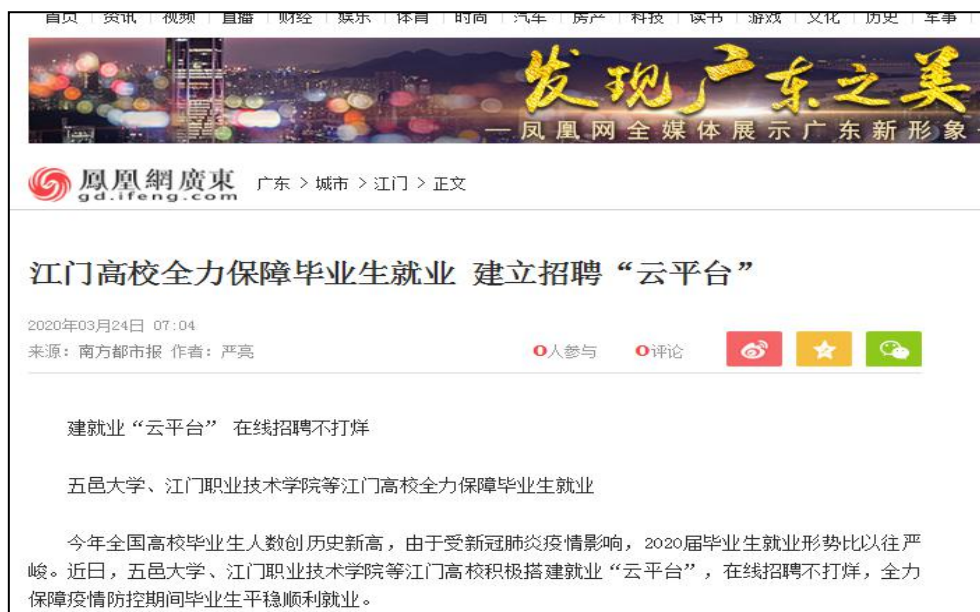 首页 资讯 视频 直播 财经 娱乐 体育 时尚 汽车 房产 科技 读书 游戏 文化 历史 军事
发现广东之美
—凤凰网全媒体展示广东新形象
鳳凰網廣東 广东 > 城市 > 江门 > 正文
gd.ifeng.com
江门高校全力保障毕业生就业 建立招聘“云平台”
2020年03月24日 07:04
来源：南方都市报 作者：严亮 0人参与 0评论
建就业“云平台” 在线招聘不打烊
五邑大学、江门职业技术学院等江门高校全力保障毕业生就业
今年全国高校毕业生人数创历史新高，由于受新冠肺炎疫情影响，2020届毕业生就业形势比以往严
峻。近日，五邑大学、江门职业技术学院等江门高校积极搭建就业“云平台”，在线招聘不打烊，全力
保障疫情防控期间毕业生平稳顺利就业。